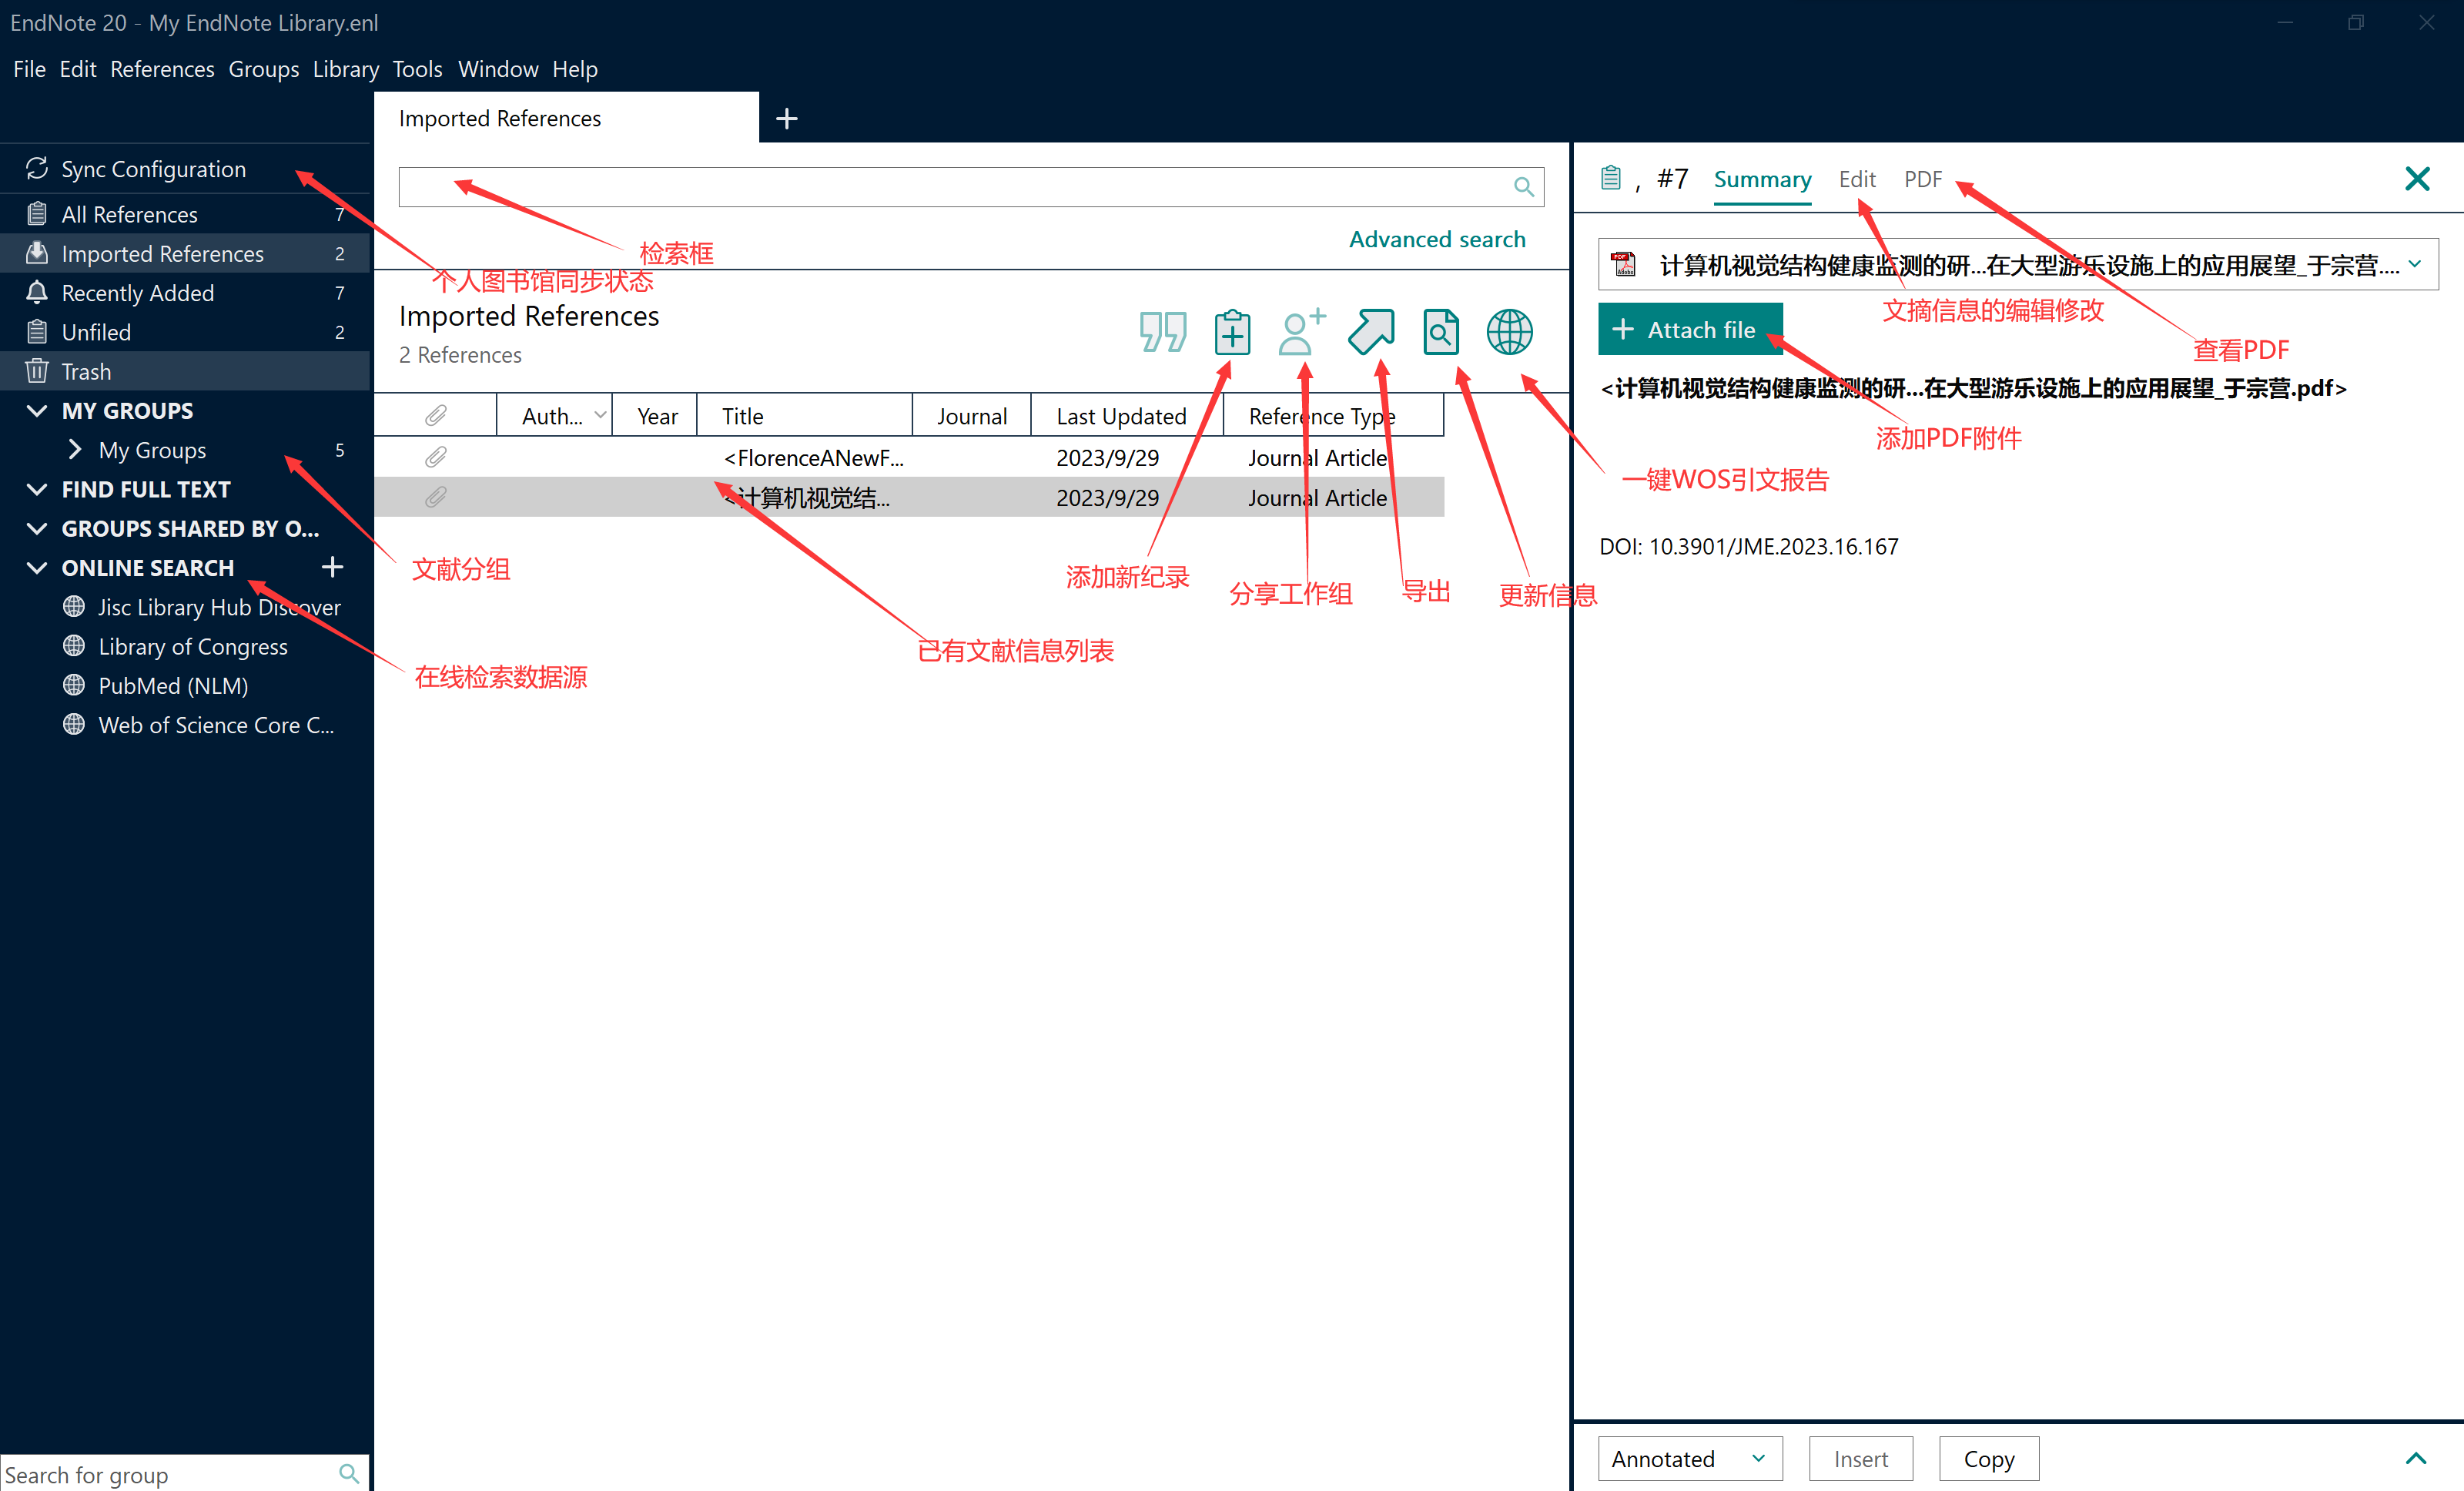 EndNote 20 - My EndNote Library.enl
File Edit References Groups Library Tools Window Help
Imported References
Sync Configuration
All References 7
Imported References 2
Recently Added 7
Unfiled 2
Trash
MY GROUPS
My Groups 5
FIND FULL TEXT
GROUPS SHARED BY O...
ONLINE SEARCH
Jisc Library Hub Discover
Library of Congress
PubMed (NLM)
Web of Science Core C...
Search for group
个人图书馆同步状态
文献分组
在线检索数据源
检索框
Advanced search
Imported References
2 References
Auth... Year Title Journal Last Updated Reference Type
<FlorenceANewF... 2023/9/29 Journal Article
<计算机视觉结... 2023/9/29 Journal Article
添加新纪录
分享工作组
导出
更新信息
一键WOS引文报告
已有文献信息列表
, #7 Summary Edit PDF
计算机视觉结构健康监测的研...在大型游乐设施上的应用展望_于宗营....
文摘信息的编辑修改
Attach file
查看PDF
<计算机视觉结构健康监测的研...在大型游乐设施上的应用展望_于宗营.pdf>
添加PDF附件
DOI: 10.3901/JME.2023.16.167
Annotated Insert Copy